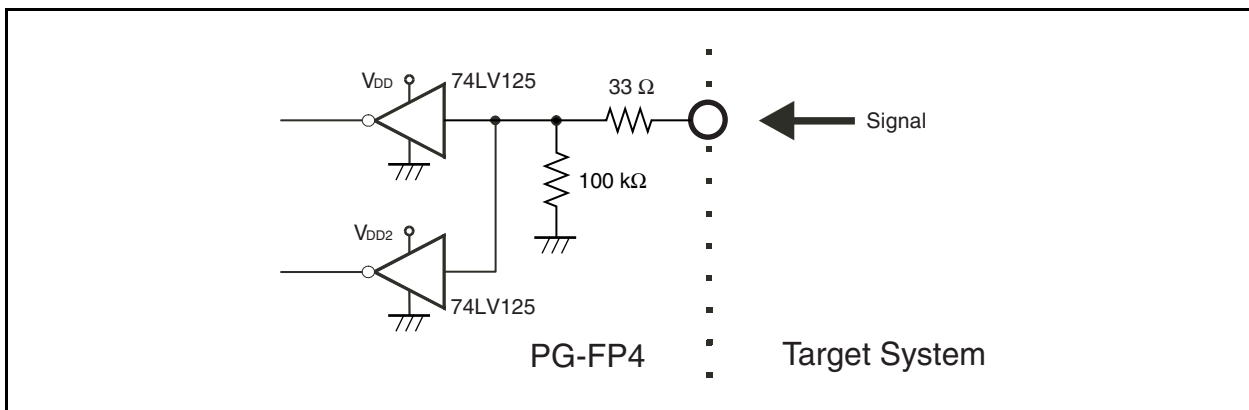 VDD
74LV125
33 Ω
Signal
100 kΩ
VDD2
74LV125
PG-FP4
Target System